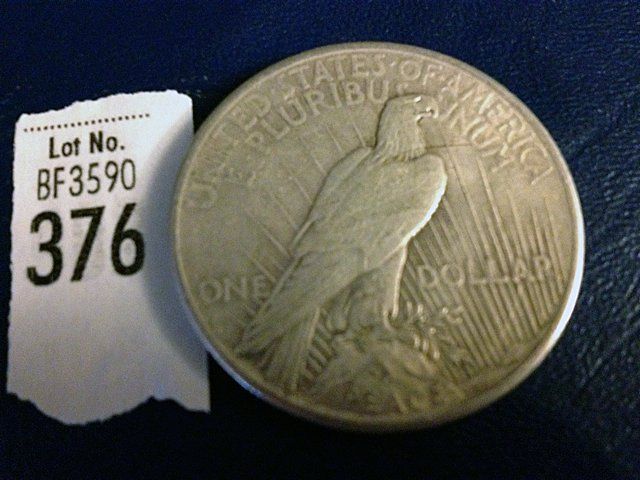 Lot No.
BF3590
376
UNITED STATES OF AMERICA
E PLURIBUS UNUM
ONE DOLLAR